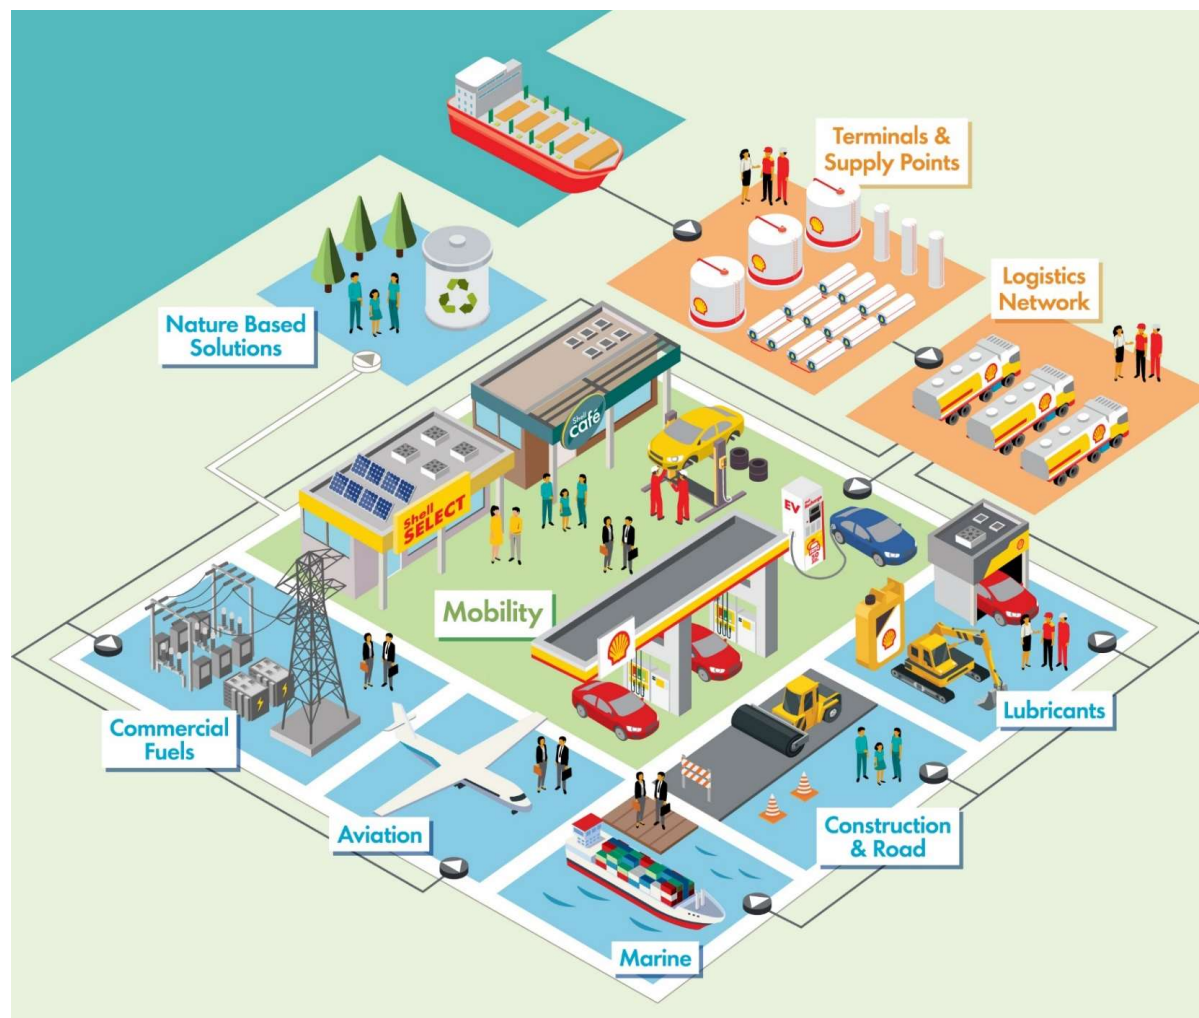 Terminals &
Supply Points
Logistics
Network
Nature Based
Solutions
Shell
café
Shell
SELECT
EV
Mobility
Commercial
Fuels
Lubricants
Aviation
Construction
& Road
Marine